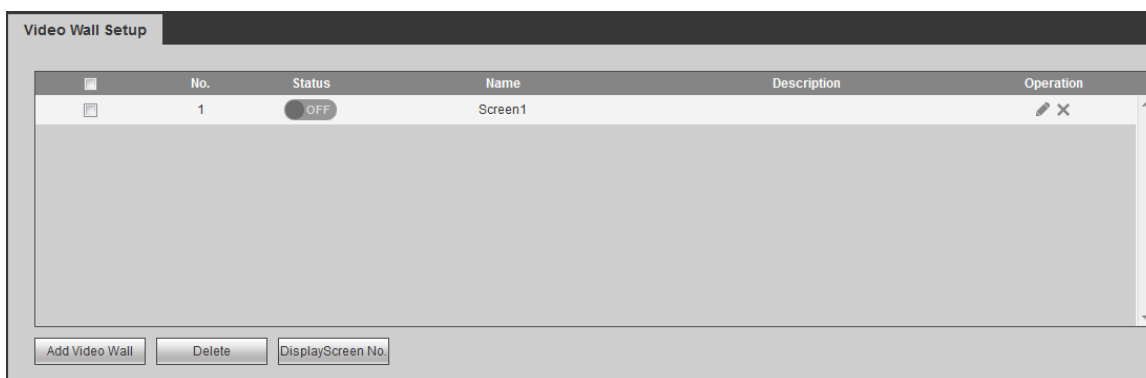 Video Wall Setup
No. Status Name Description Operation
1 OFF Screen1
Add Video Wall Delete DisplayScreen No.